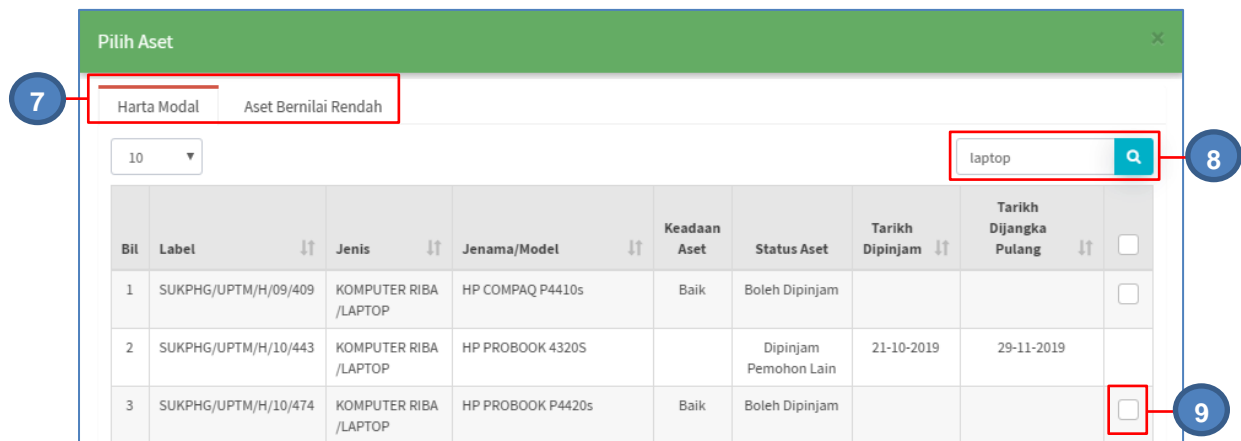 Pilih Aset
×
7
Harta Modal Aset Bernilai Rendah
10
laptop
8
Bil Label Jenis Jenama/Model Keadaan Aset Status Aset Tarikh Dipinjam Tarikh Dijangka Pulang
1 SUKPHG/UPTM/H/09/409 KOMPUTER RIBA /LAPTOP HP COMPAQ P4410s Baik Boleh Dipinjam
2 SUKPHG/UPTM/H/10/443 KOMPUTER RIBA /LAPTOP HP PROBOOK 4320S Dipinjam Pemohon Lain 21-10-2019 29-11-2019
3 SUKPHG/UPTM/H/10/474 KOMPUTER RIBA /LAPTOP HP PROBOOK P4420s Baik Boleh Dipinjam
9